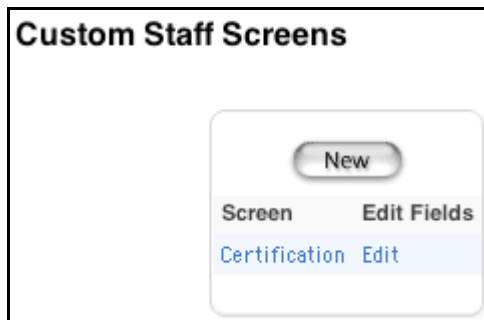 Custom Staff Screens
New
Screen Edit Fields
Certification Edit